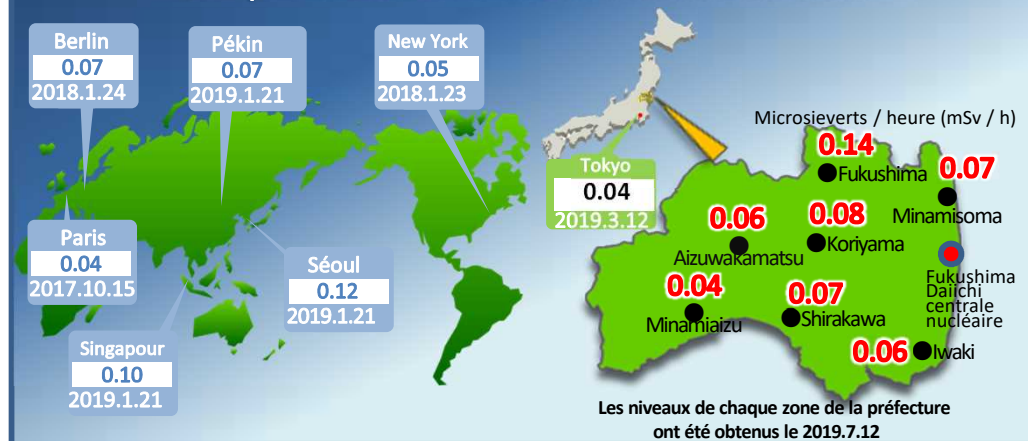 Berlin
0.07
2018.1.24
Pékin
0.07
2019.1.21
New York
0.05
2018.1.23
Paris
0.04
2017.10.15
Séoul
0.12
2019.1.21
Singapour
0.10
2019.1.21
Tokyo
0.04
2019.3.12
Microsieverts / heure (mSv / h)
0.14
Fukushima
0.07
Minamisoma
0.06
Aizuwakamatsu
0.08
Koriyama
Fukushima
Daiichi
centrale
nucléaire
0.04
Minamiaizu
0.07
Shirakawa
0.06
Iwaki
Les niveaux de chaque zone de la préfecture
ont été obtenus le 2019.7.12